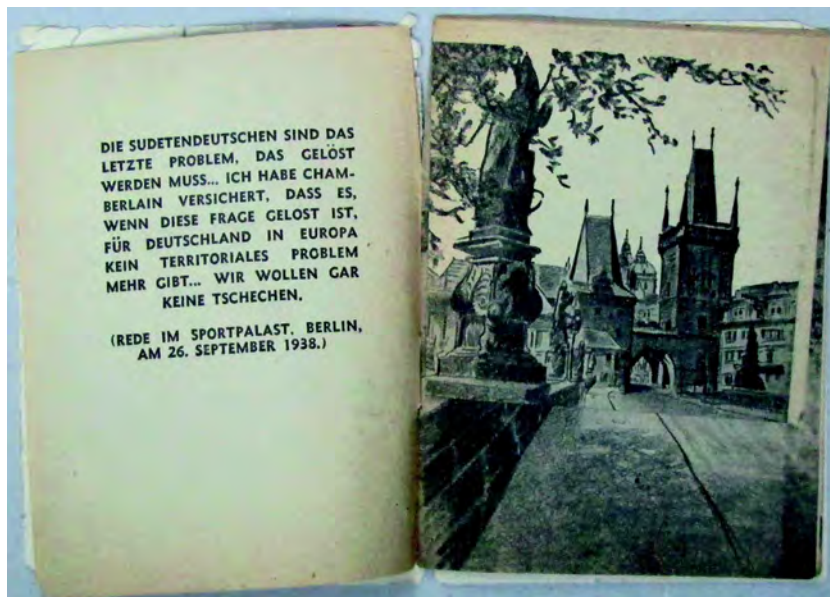 DIE SUDETENDEUTSCHEN SIND DAS
LETZTE PROBLEM, DAS GELÖST
WERDEN MUSS... ICH HABE CHAM-
BERLAIN VERSICHERT, DASS ES,
WENN DIESE FRAGE GELOST IST,
FÜR DEUTSCHLAND IN EUROPA
KEIN TERRITORIALES PROBLEM
MEHR GIBT... WIR WOLLEN GAR
KEINE TSCHECHEN.
(REDE IM SPORTPALAST. BERLIN,
AM 26. SEPTEMBER 1938.)